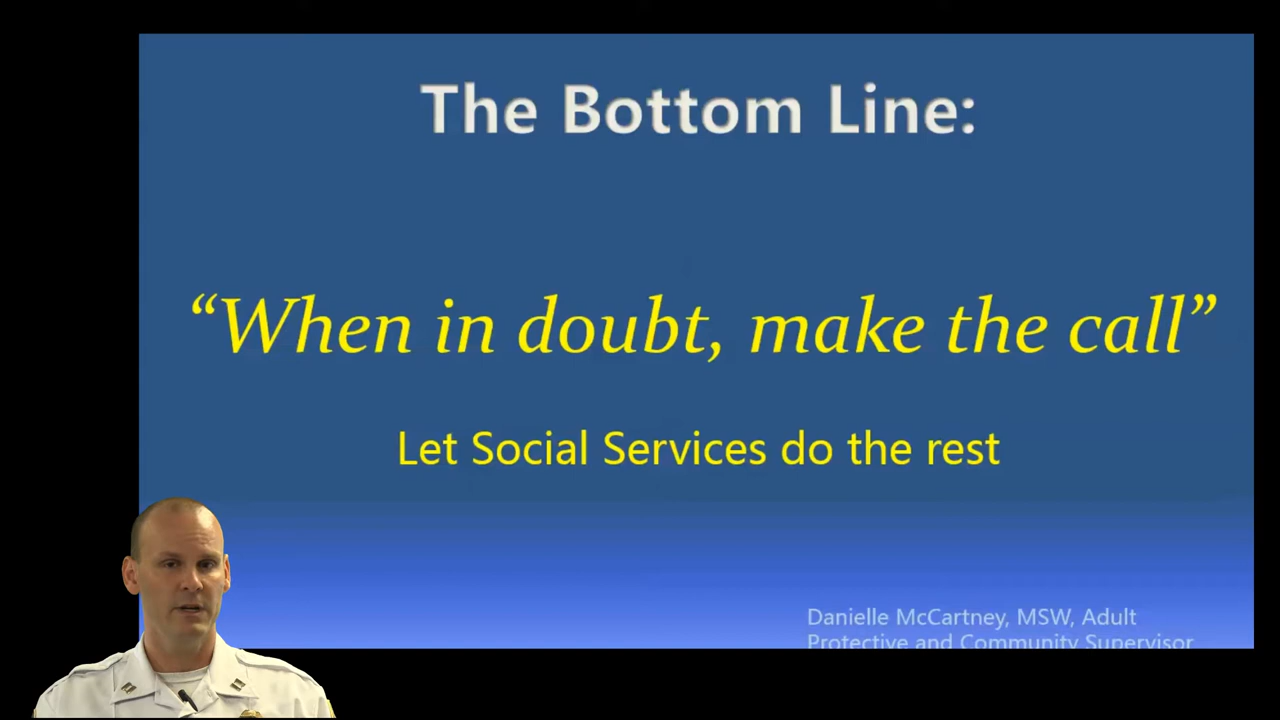 The Bottom Line:
“When in doubt, make the call”
Let Social Services do the rest
Danielle McCartney, MSW, Adult
Protective and Community Supervisor